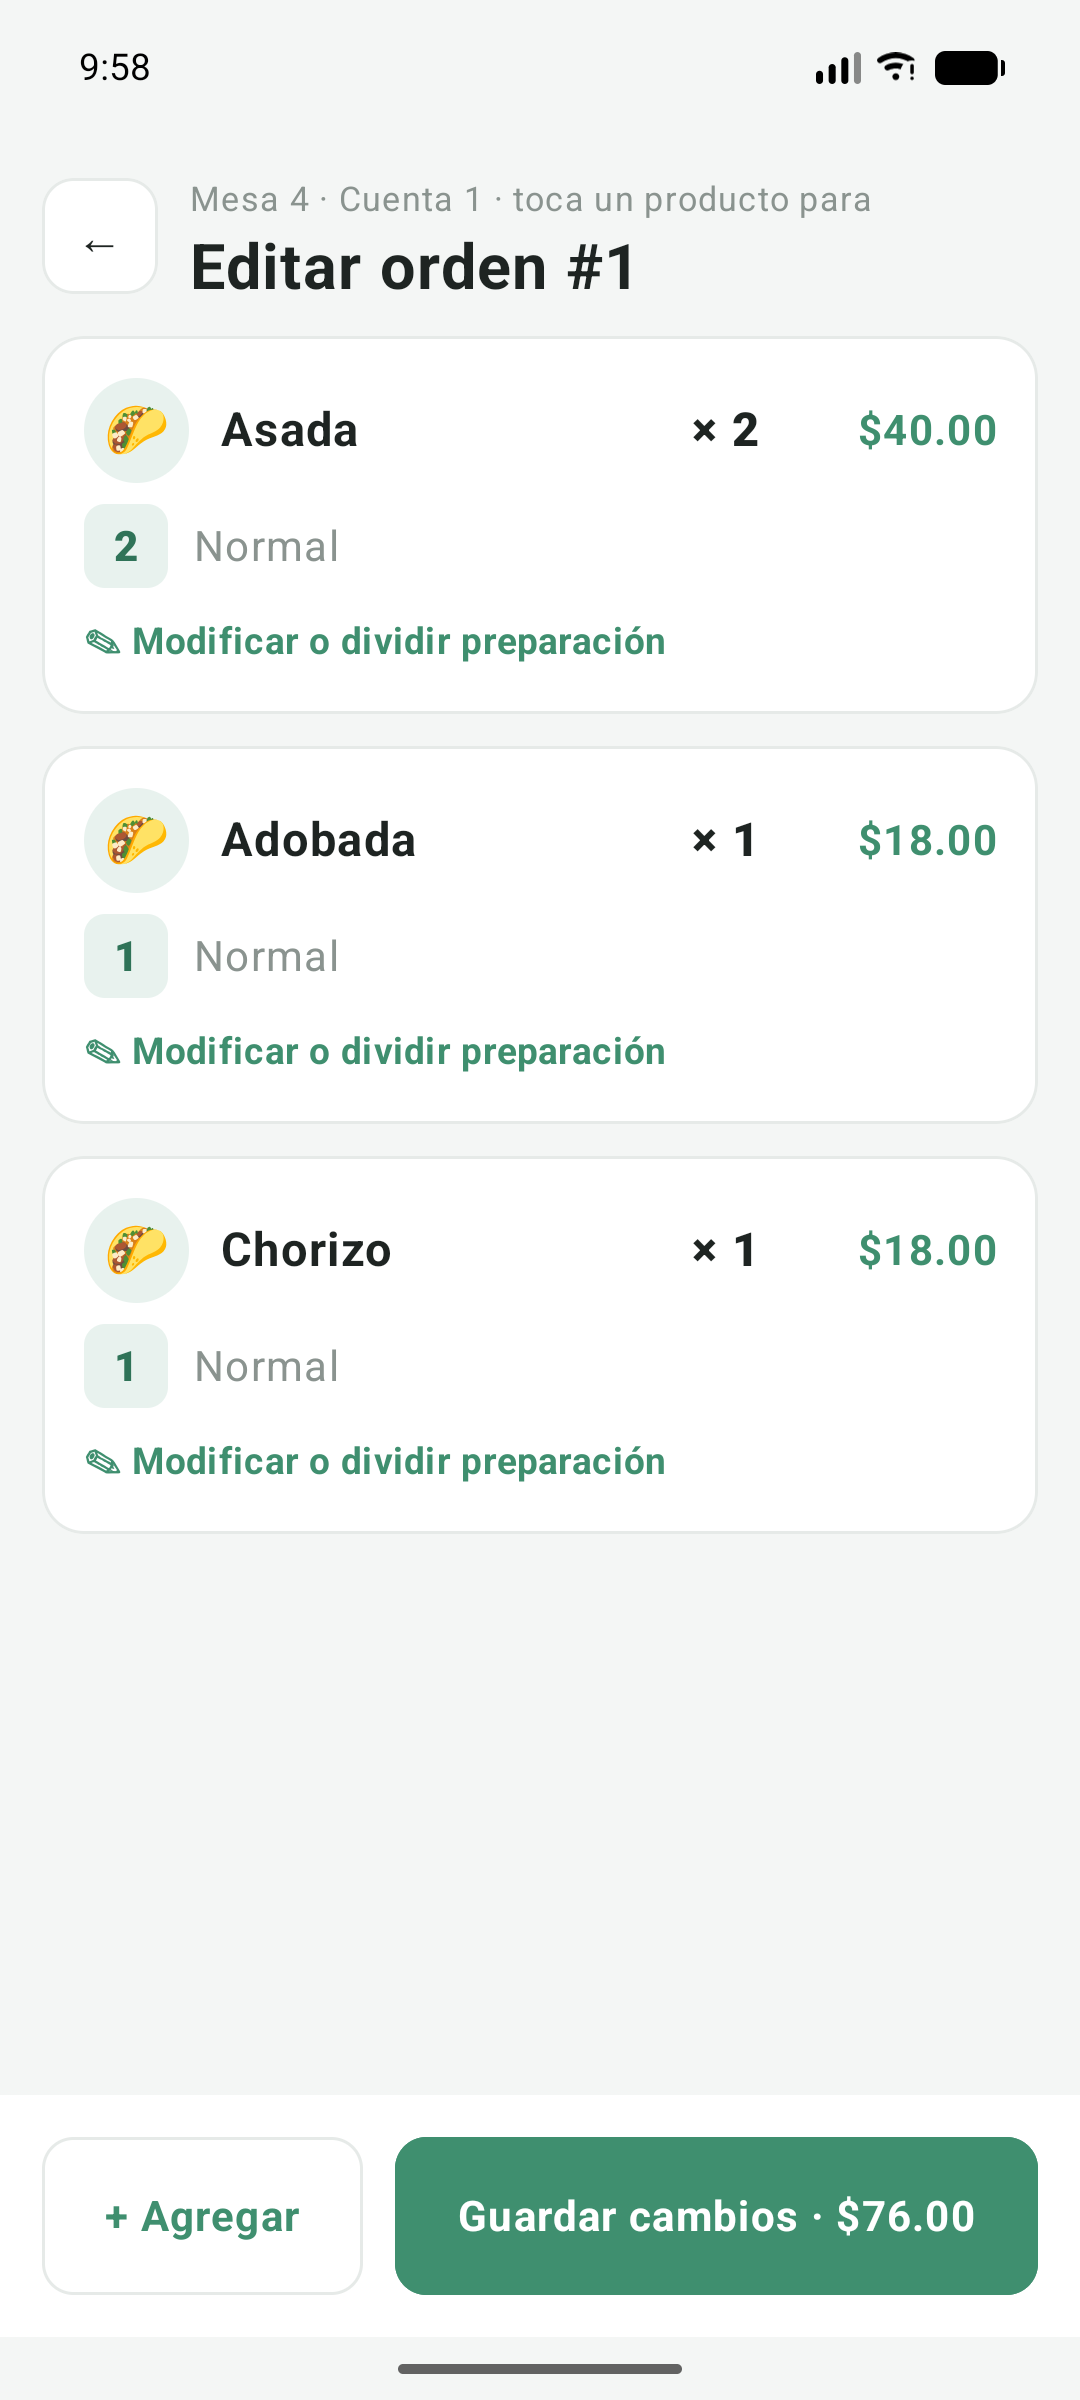 9:58
←
Mesa 4 · Cuenta 1 · toca un producto para
Editar orden #1
Asada × 2 $40.00
2 Normal
✎ Modificar o dividir preparación
Adobada × 1 $18.00
1 Normal
✎ Modificar o dividir preparación
Chorizo × 1 $18.00
1 Normal
✎ Modificar o dividir preparación
+ Agregar
Guardar cambios · $76.00